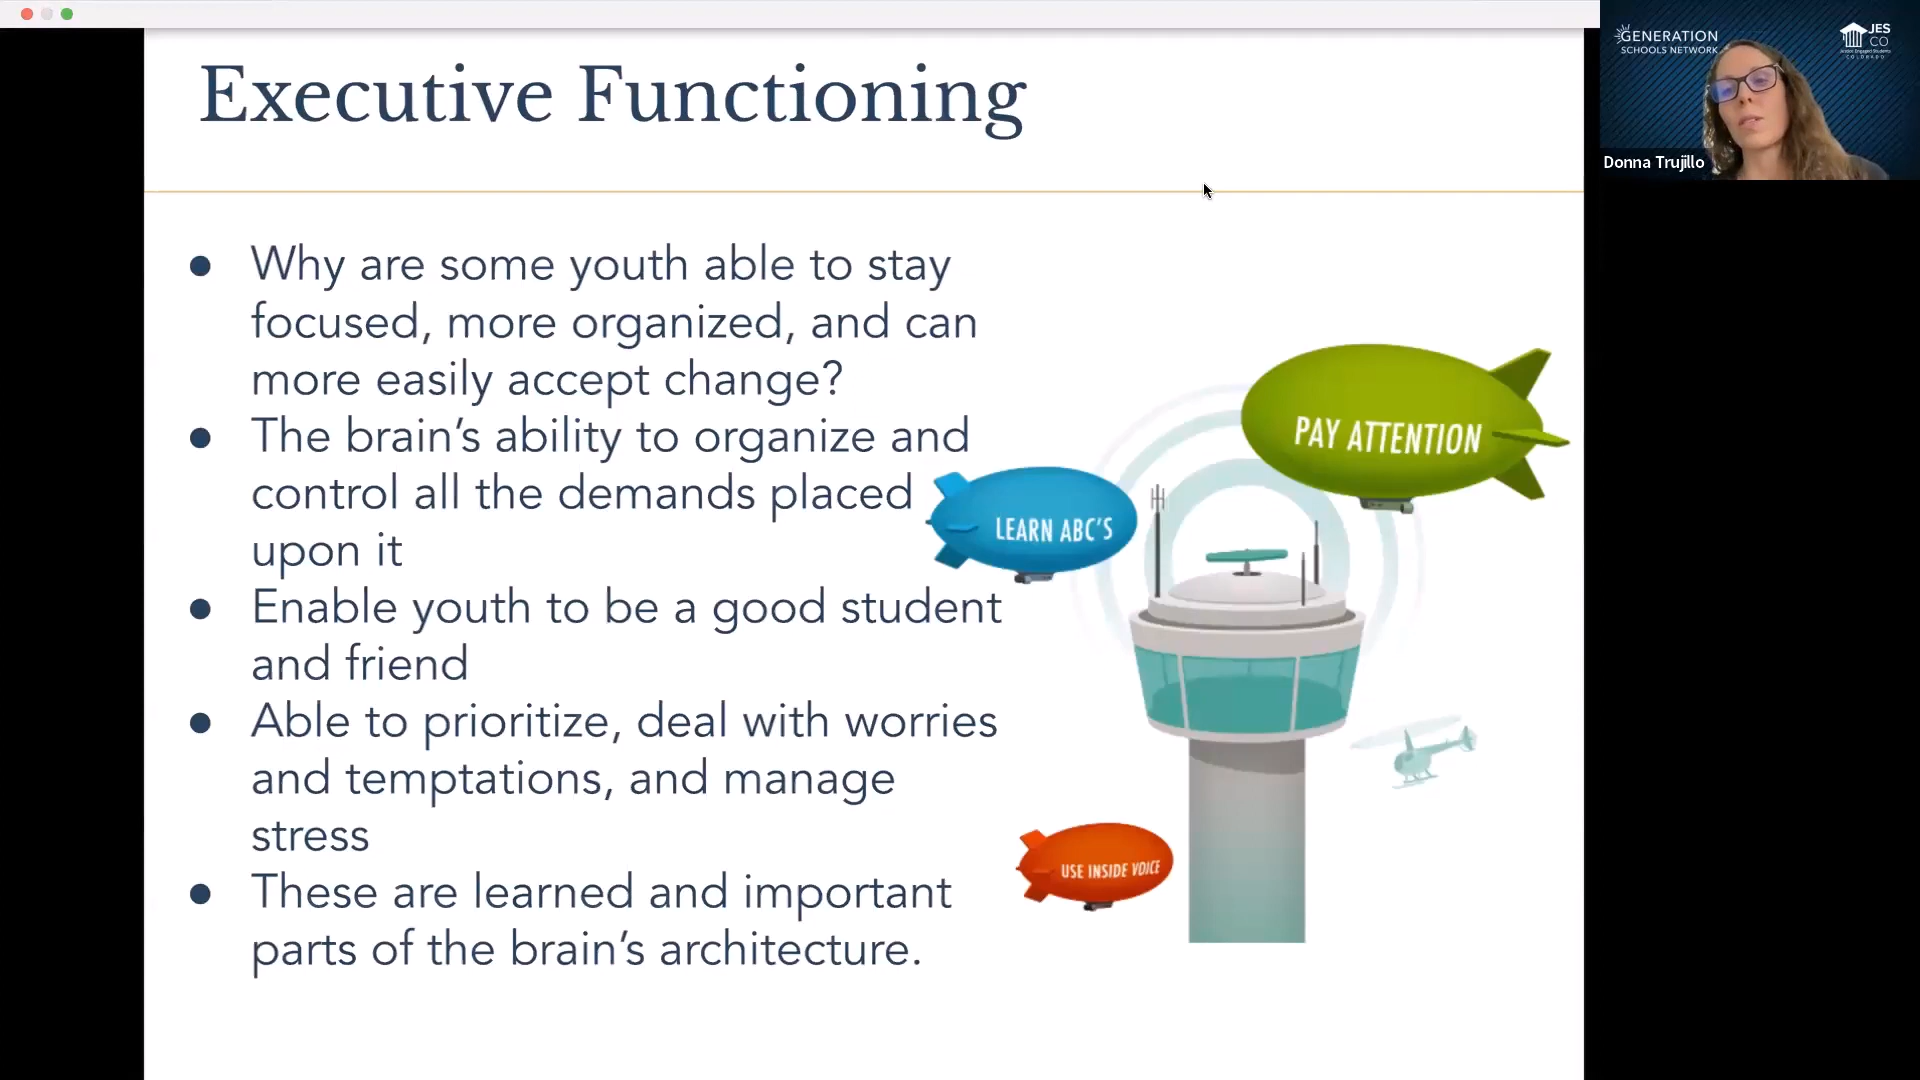 Executive Functioning
● Why are some youth able to stay
focused, more organized, and can
more easily accept change?
● The brain’s ability to organize and
control all the demands placed
upon it
● Enable youth to be a good student
and friend
● Able to prioritize, deal with worries
and temptations, and manage
stress
● These are learned and important
parts of the brain’s architecture.
PAY ATTENTION
LEARN ABC’S
USE INSIDE VOICE
GENERATION
SCHOOLS NETWORK
JES
CO
COLORADO
Donna Trujillo